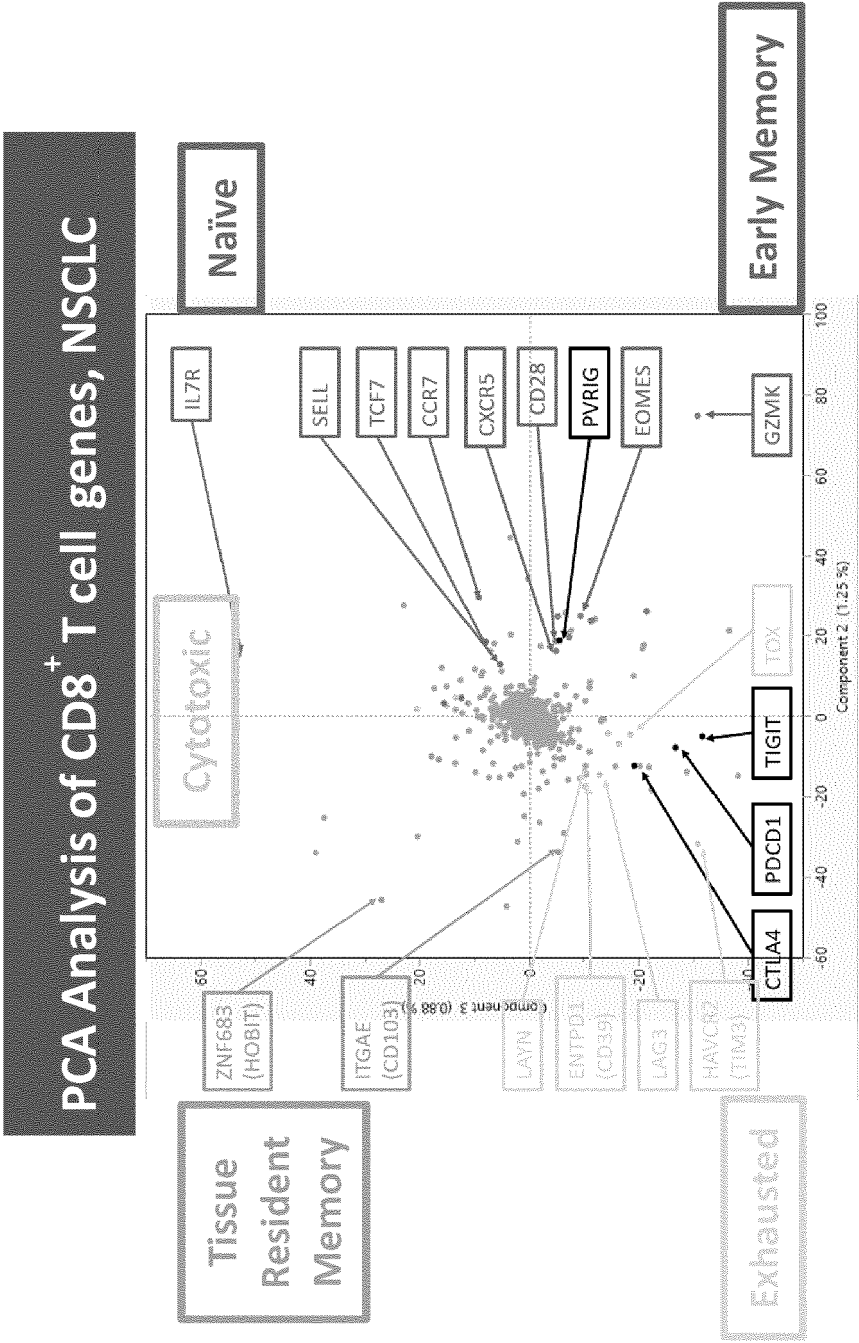 PCA Analysis of CD8+ T cell genes, NSCLC
Tissue
Resident
Memory
Cytotoxic
Naïve
Exhausted
Early Memory
ZNF683
(HOBIT)
ITGAE
(CD103)
LAYN
ENTPD1
(CD39)
LAG3
HAVCR2
(TIM3)
CTLA4
PDCD1
TIGIT
TOX
IL7R
SELL
TCF7
CCR7
CXCR5
CD28
PVRIG
EOMES
GZMK
Component 3 (0.88 %)
60
40
20
-0
-20
-60
-40
-20
0
20
40
60
80
100
Component 2 (1.25 %)